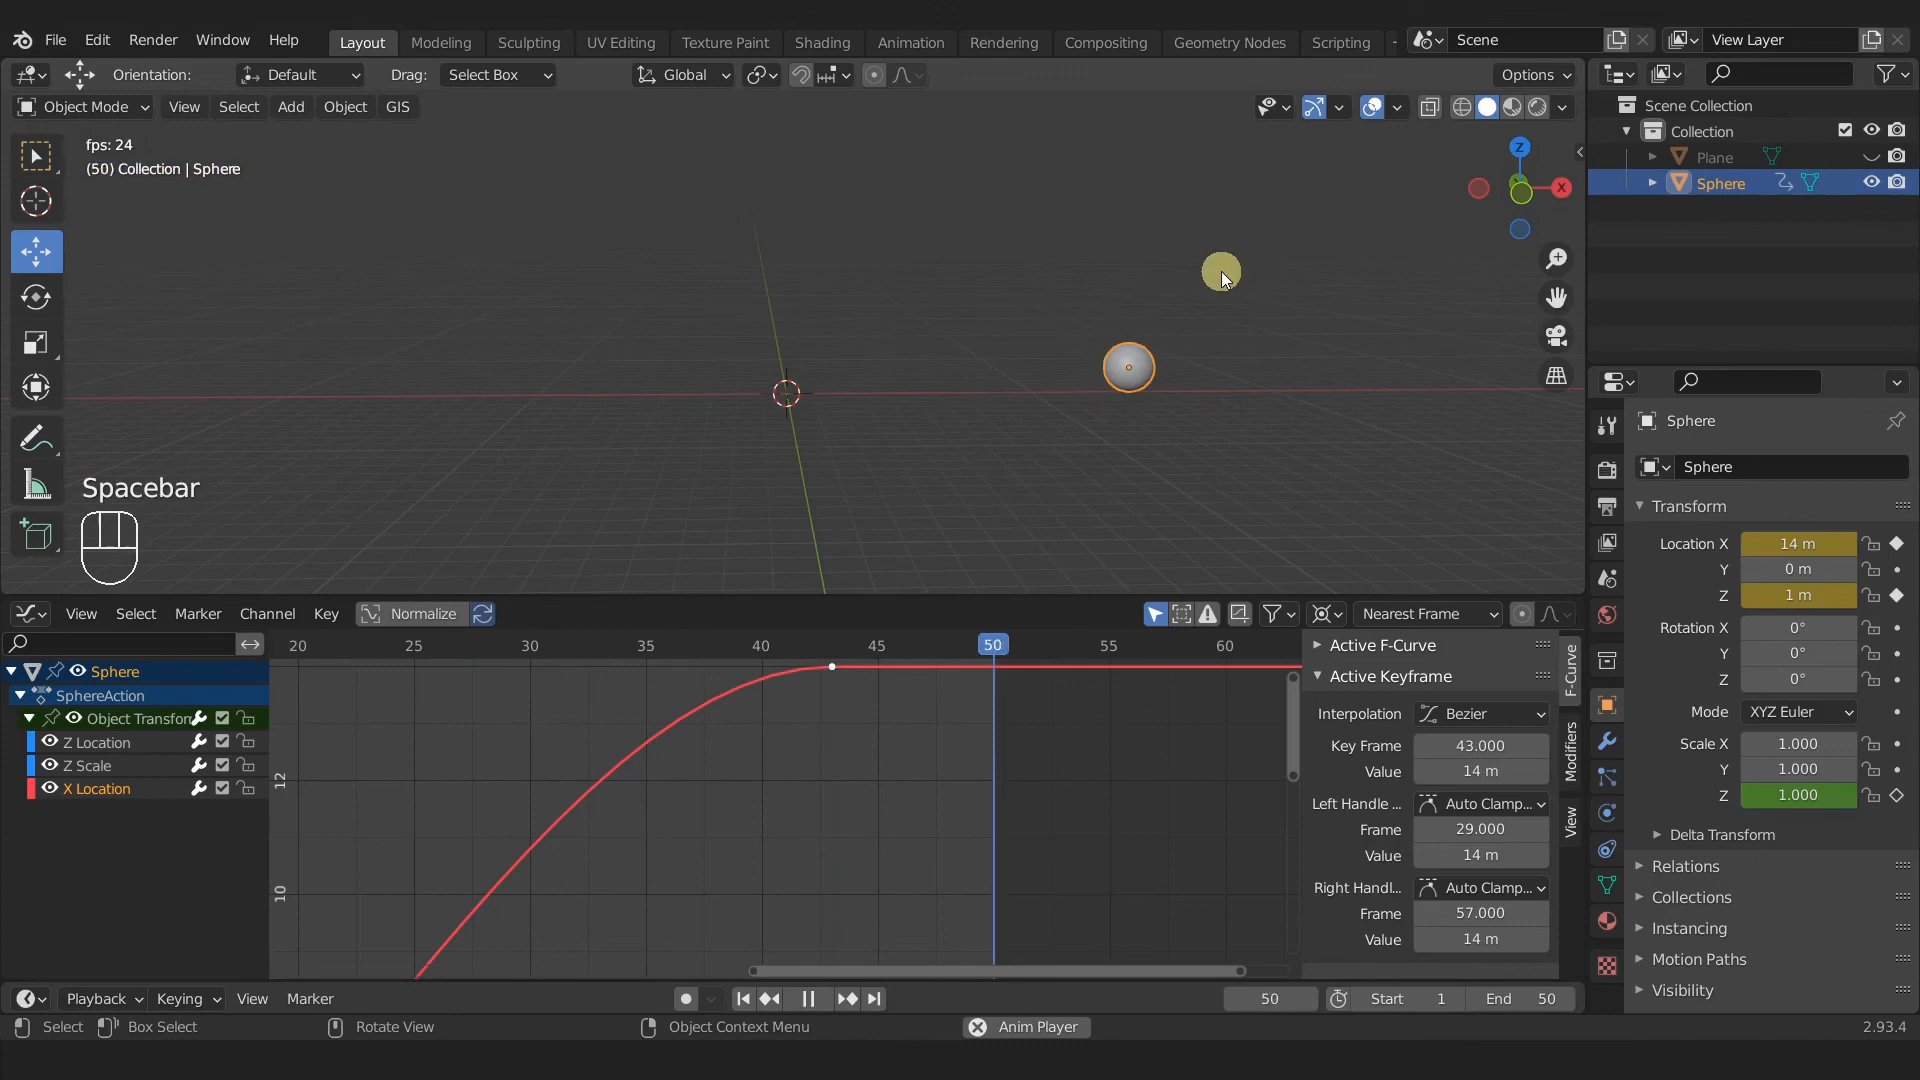 File Edit Render Window Help Layout Modeling Sculpting UV Editing Texture Paint Shading Animation Rendering Compositing Geometry Nodes Scripting Scene View Layer
Orientation: Default Drag: Select Box Global Options
Object Mode View Select Add Object GIS
Scene Collection
Collection
Plane
Sphere
fps: 24
(50) Collection | Sphere
Z
X
Spacebar
Sphere
Sphere
Transform
Location X 14 m
Y 0 m
Z 1 m
Rotation X 0°
Y 0°
Z 0°
Mode XYZ Euler
Scale X 1.000
Y 1.000
Z 1.000
Delta Transform
Relations
Collections
Instancing
Motion Paths
Visibility
View Select Marker Channel Key Normalize Nearest Frame
20 25 30 35 40 45 50 55 60
Sphere
SphereAction
Object Transfor
Z Location
Z Scale
X Location
12
10
Active F-Curve
Active Keyframe
Interpolation Bezier
Key Frame 43.000
Value 14 m
Left Handle ... Auto Clamp...
Frame 29.000
Value 14 m
Right Handl... Auto Clamp...
Frame 57.000
Value 14 m
F-Curve
Modifiers
View
Playback Keying View Marker 50 Start 1 End 50
Select Box Select Rotate View Object Context Menu Anim Player 2.93.4